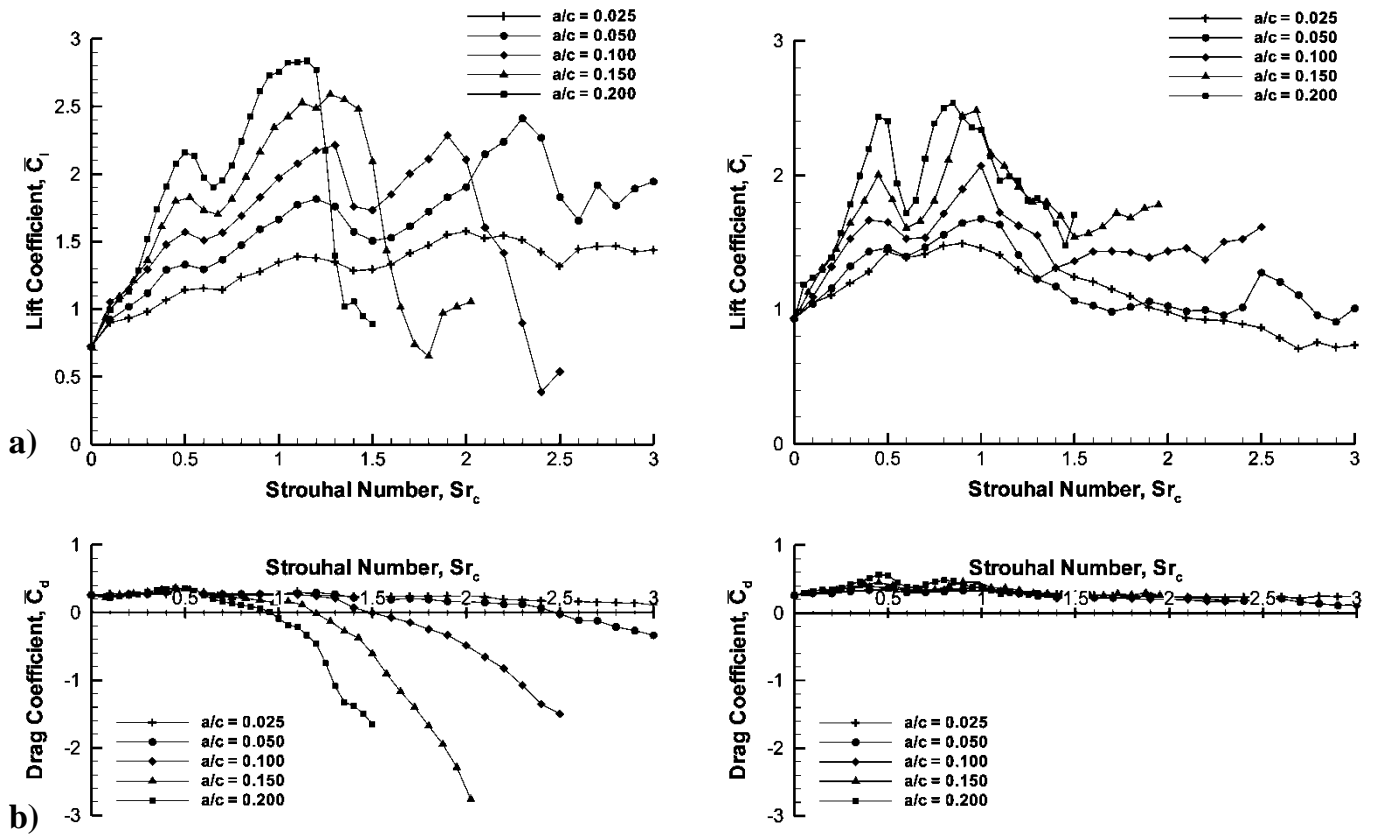 a/c = 0.025
a/c = 0.050
a/c = 0.100
a/c = 0.150
a/c = 0.200
3
2.5
2
1.5
1
0.5
0
Lift Coefficient, C̅l
0 0.5 1 1.5 2 2.5 3
Strouhal Number, Src
a)
a/c = 0.025
a/c = 0.050
a/c = 0.100
a/c = 0.150
a/c = 0.200
3
2
1
0
Lift Coefficient, C̅l
0 0.5 1 1.5 2 2.5 3
Strouhal Number, Src
1
0
-1
-2
-3
Drag Coefficient, C̅d
Strouhal Number, Src
0.5 1 1.5 2 2.5 3
a/c = 0.025
a/c = 0.050
a/c = 0.100
a/c = 0.150
a/c = 0.200
b)
1
0
-1
-2
-3
Drag Coefficient, C̅d
Strouhal Number, Src
0.5 1 1.5 2 2.5 3
a/c = 0.025
a/c = 0.050
a/c = 0.100
a/c = 0.150
a/c = 0.200